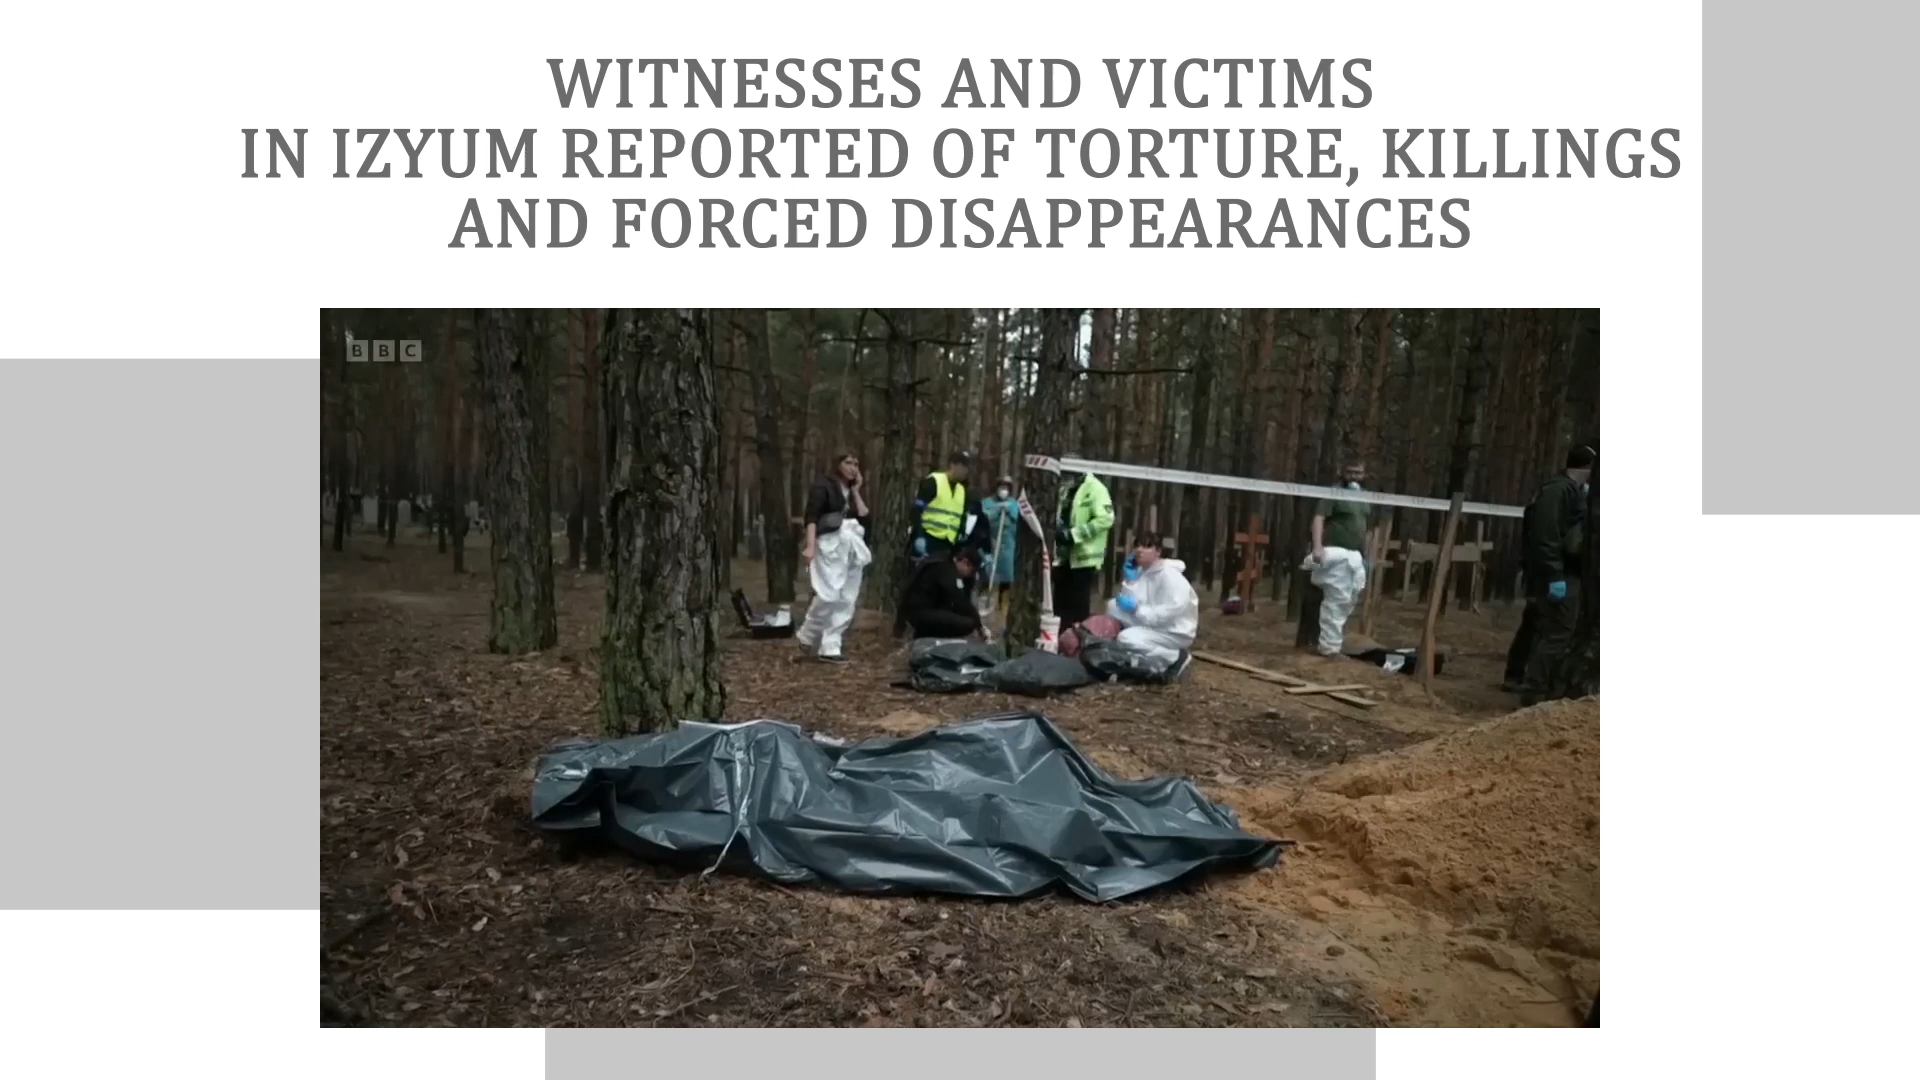 WITNESSES AND VICTIMS
IN IZYUM REPORTED OF TORTURE, KILLINGS
AND FORCED DISAPPEARANCES
BBC